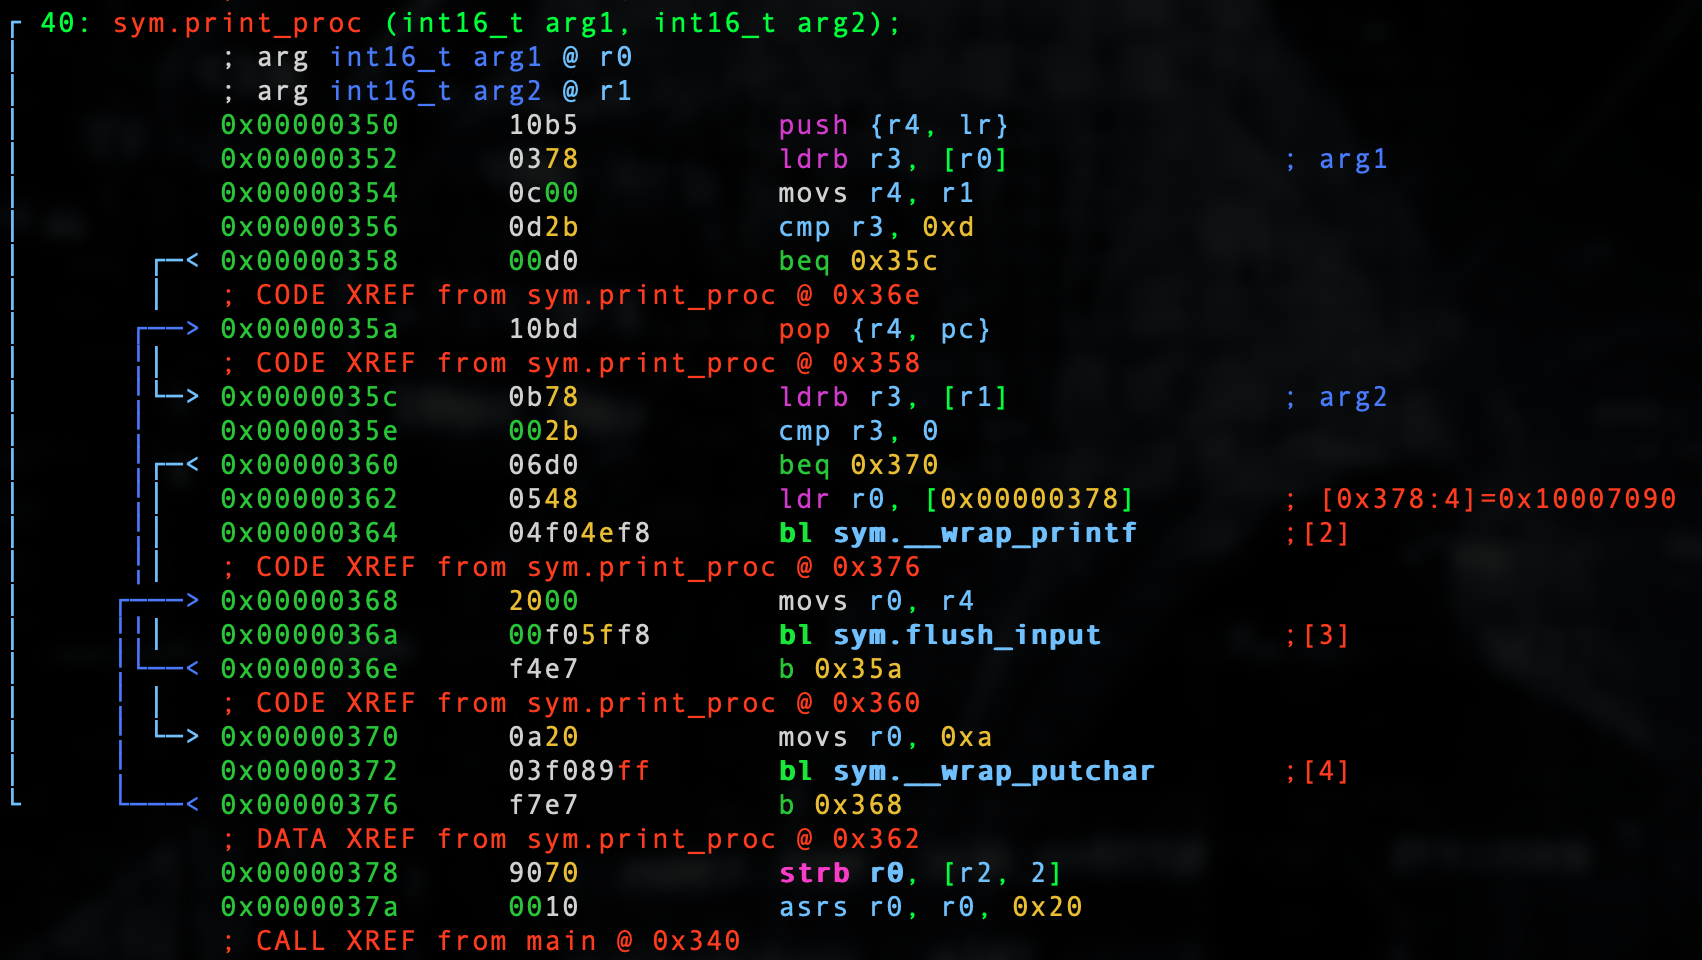 40: sym.print_proc (int16_t arg1, int16_t arg2);
; arg int16_t arg1 @ r0
; arg int16_t arg2 @ r1
0x00000350 10b5 push {r4, lr}
0x00000352 0378 ldrb r3, [r0] ; arg1
0x00000354 0c00 movs r4, r1
0x00000356 0d2b cmp r3, 0xd
0x00000358 00d0 beq 0x35c
; CODE XREF from sym.print_proc @ 0x36e
0x0000035a 10bd pop {r4, pc}
; CODE XREF from sym.print_proc @ 0x358
0x0000035c 0b78 ldrb r3, [r1] ; arg2
0x0000035e 002b cmp r3, 0
0x00000360 06d0 beq 0x370
0x00000362 0548 ldr r0, [0x00000378] ; [0x378:4]=0x10007090
0x00000364 04f04ef8 bl sym.__wrap_printf ;[2]
; CODE XREF from sym.print_proc @ 0x376
0x00000368 2000 movs r0, r4
0x0000036a 00f05ff8 bl sym.flush_input ;[3]
0x0000036e f4e7 b 0x35a
; CODE XREF from sym.print_proc @ 0x360
0x00000370 0a20 movs r0, 0xa
0x00000372 03f089ff bl sym.__wrap_putchar ;[4]
0x00000376 f7e7 b 0x368
; DATA XREF from sym.print_proc @ 0x362
0x00000378 9070 strb r0, [r2, 2]
0x0000037a 0010 asrs r0, r0, 0x20
; CALL XREF from main @ 0x340